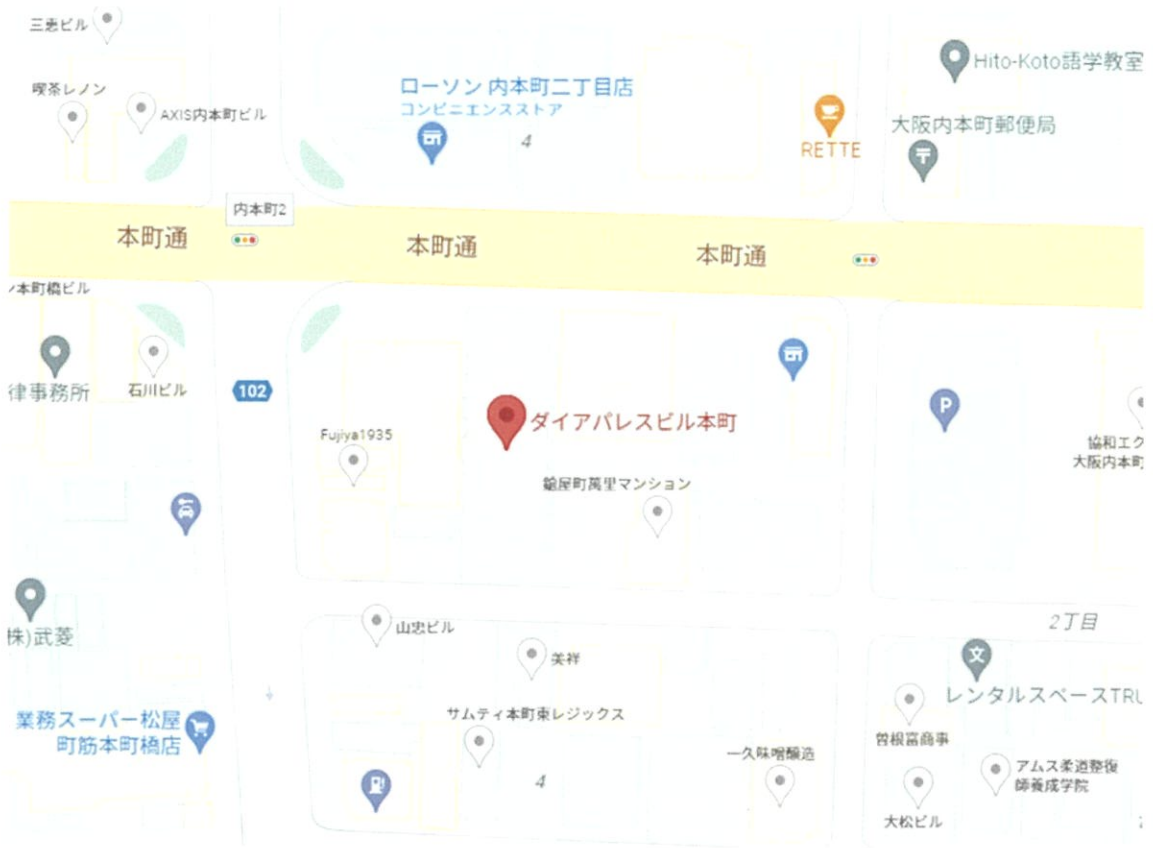 三恵ビル
喫茶レノン
AXIS内本町ビル
ローソン 内本町二丁目店
コンビニエンスストア
4
RETTE
Hito-Koto語学教室
大阪内本町郵便局
内本町2
本町通
本町通
本町通
本町橋ビル
律事務所
石川ビル
102
Fujiya1935
ダイアパレスビル本町
鎗屋町萬里マンション
P
協和エク
大阪内本町
株)武菱
山忠ビル
美祥
2丁目
文
レンタルスペースTRU
業務スーパー松屋
町筋本町橋店
サムティ本町東レジックス
4
一久味噌醸造
曽根富商事
アムス柔道整復
師養成学院
大松ビル